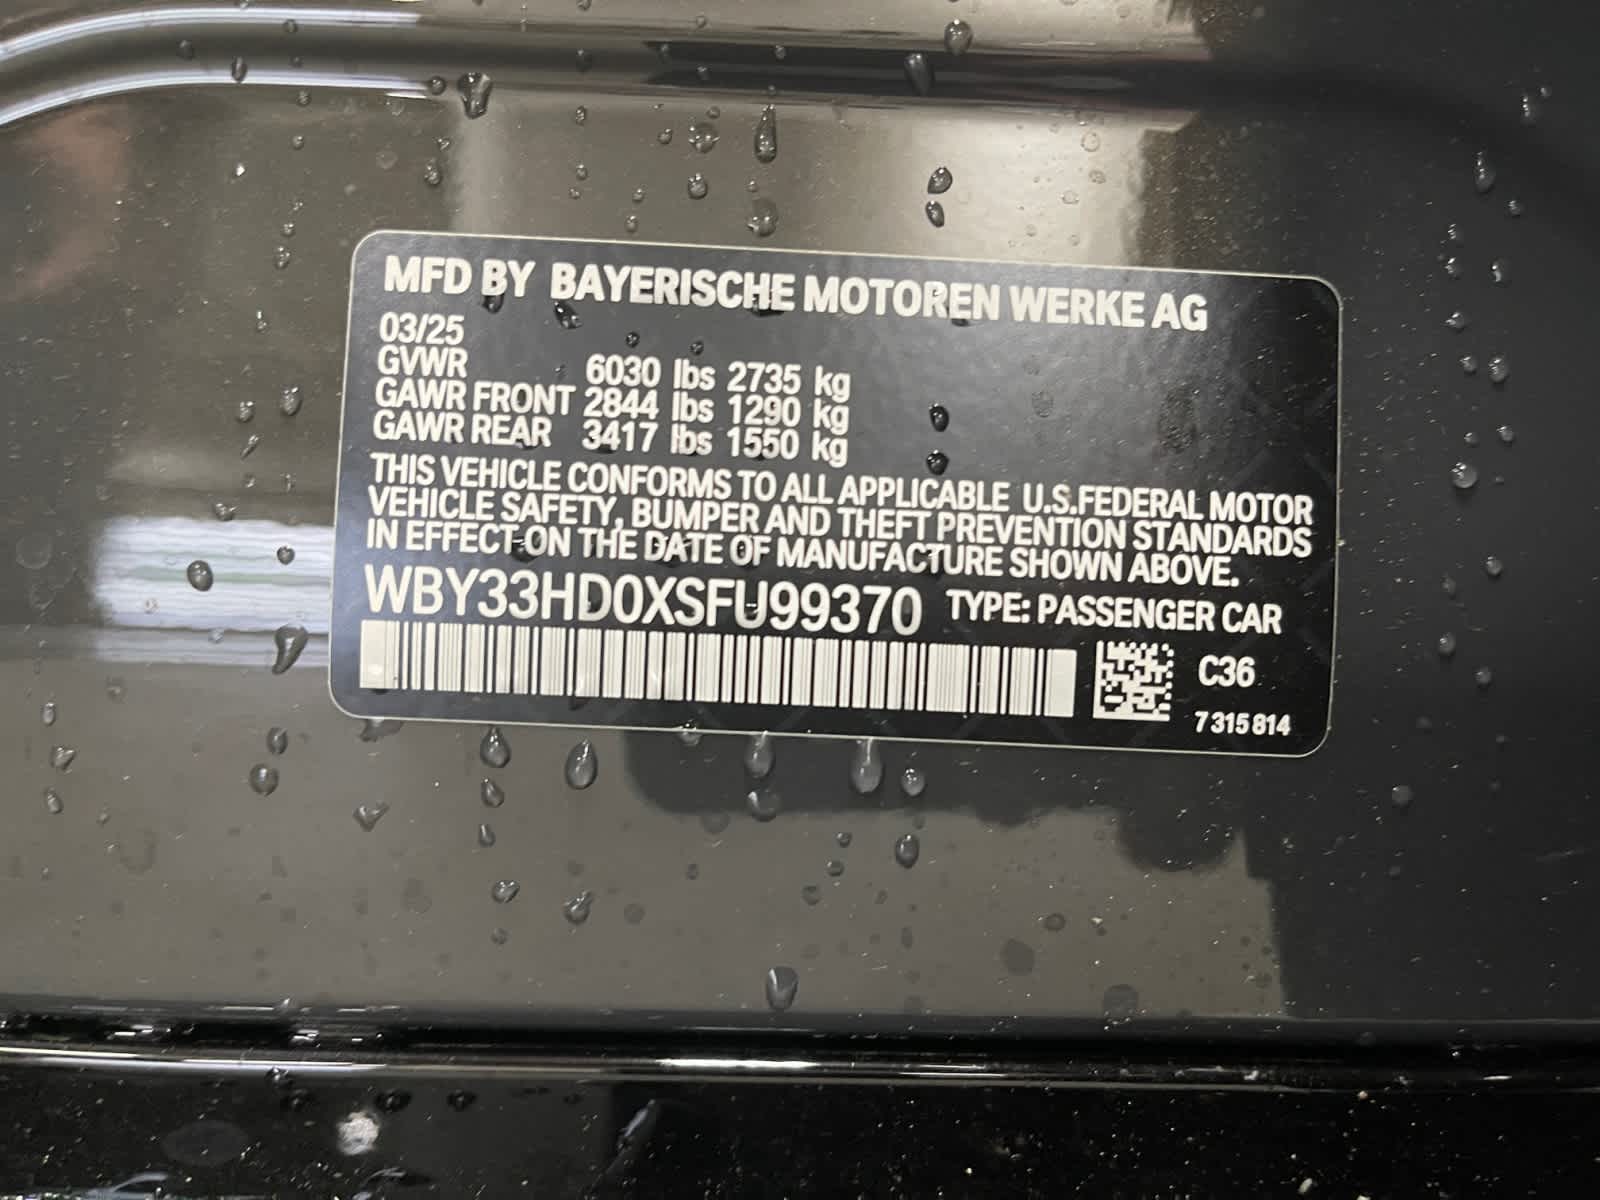 MFD BY BAYERISCHE MOTOREN WERKE AG
03/25
GVWR 6030 lbs 2735 kg
GAWR FRONT 2844 lbs 1290 kg
GAWR REAR 3417 lbs 1550 kg
THIS VEHICLE CONFORMS TO ALL APPLICABLE U.S.FEDERAL MOTOR
VEHICLE SAFETY, BUMPER AND THEFT PREVENTION STANDARDS
IN EFFECT ON THE DATE OF MANUFACTURE SHOWN ABOVE.
WBY33HD0XSFU99370 TYPE: PASSENGER CAR
C36
7 315 814